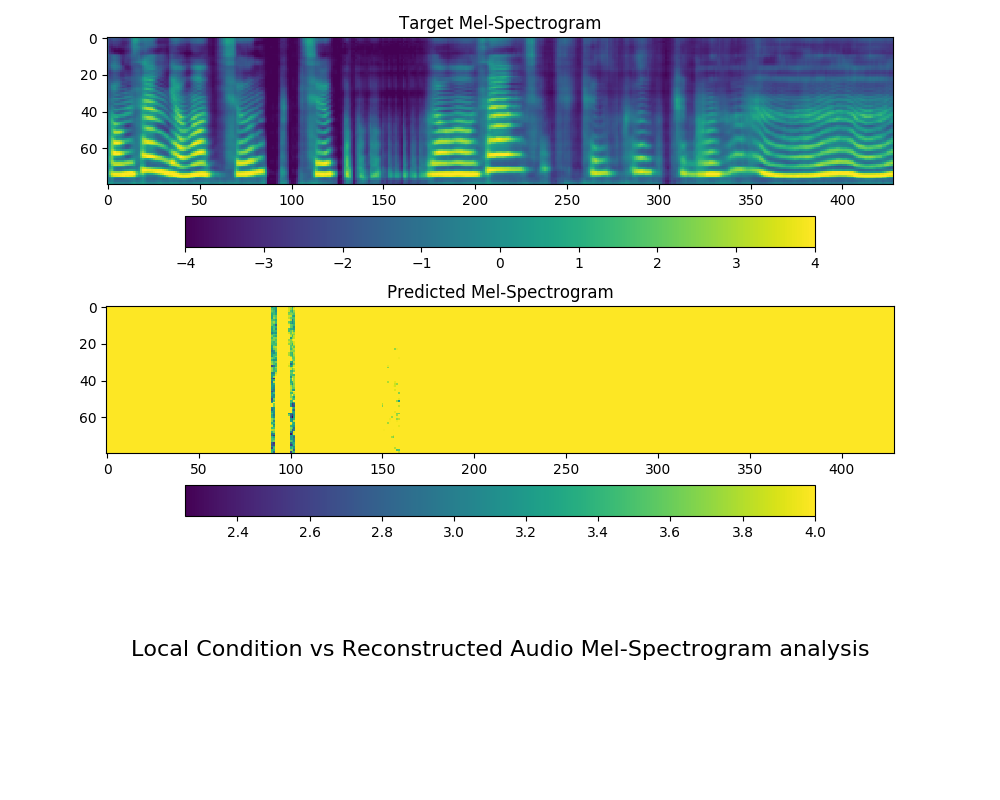 Target Mel-Spectrogram
0
20
40
60
0 50 100 150 200 250 300 350 400
−4 −3 −2 −1 0 1 2 3 4
Predicted Mel-Spectrogram
0
20
40
60
0 50 100 150 200 250 300 350 400
2.4 2.6 2.8 3.0 3.2 3.4 3.6 3.8 4.0
Local Condition vs Reconstructed Audio Mel-Spectrogram analysis